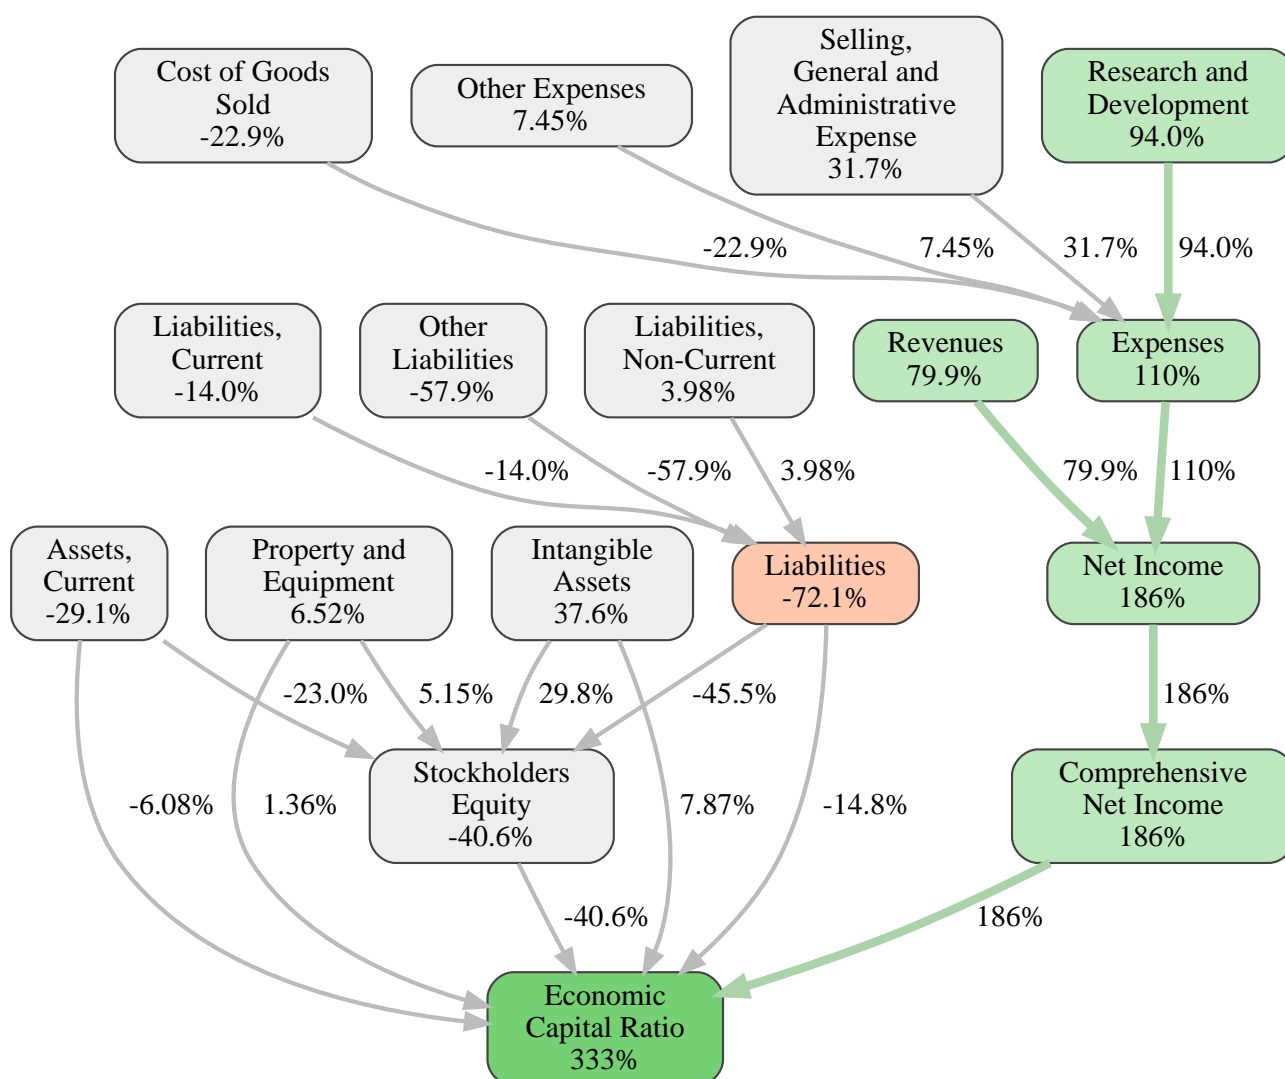 Cost of Goods
Sold
-22.9%
Other Expenses
7.45%
Selling,
General and
Administrative
Expense
31.7%
Research and
Development
94.0%
-22.9%
7.45%
31.7%
94.0%
Liabilities,
Current
-14.0%
Other
Liabilities
-57.9%
Liabilities,
Non-Current
3.98%
Revenues
79.9%
Expenses
110%
-14.0%
-57.9%
3.98%
79.9%
110%
Assets,
Current
-29.1%
Property and
Equipment
6.52%
Intangible
Assets
37.6%
Liabilities
-72.1%
Net Income
186%
-23.0%
5.15%
29.8%
-45.5%
186%
Stockholders
Equity
-40.6%
Comprehensive
Net Income
186%
-6.08%
1.36%
7.87%
-14.8%
-40.6%
186%
Economic
Capital Ratio
333%